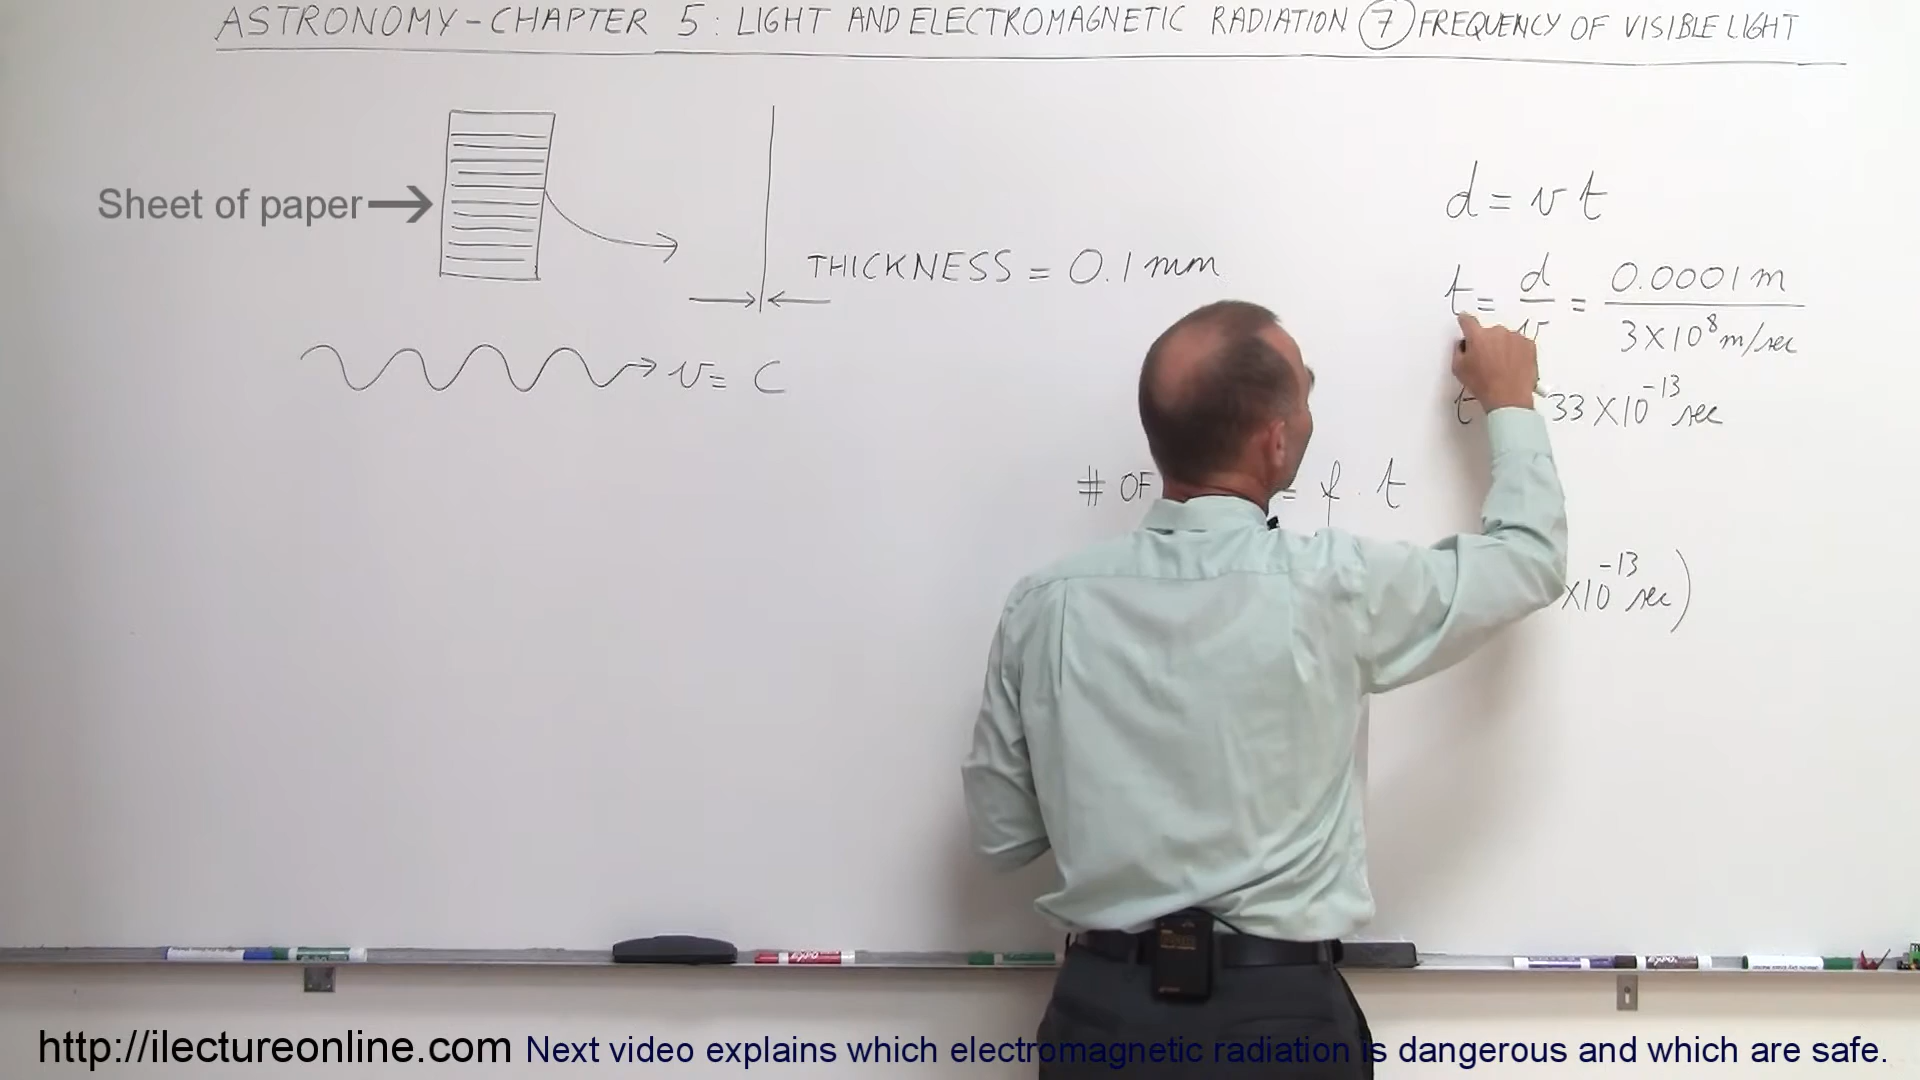 ASTRONOMY - CHAPTER 5 : LIGHT AND ELECTROMAGNETIC RADIATION ⑦ FREQUENCY OF VISIBLE LIGHT
Sheet of paper →
THICKNESS = 0.1 mm
v = C
d = v t
t = d/v = 0.0001 m / 3 X 10⁸ m/sec
t 33 X 10⁻¹³ sec
# OF = f . t
X10⁻¹³ sec)
http://ilectureonline.com Next video explains which electromagnetic radiation is dangerous and which are safe.